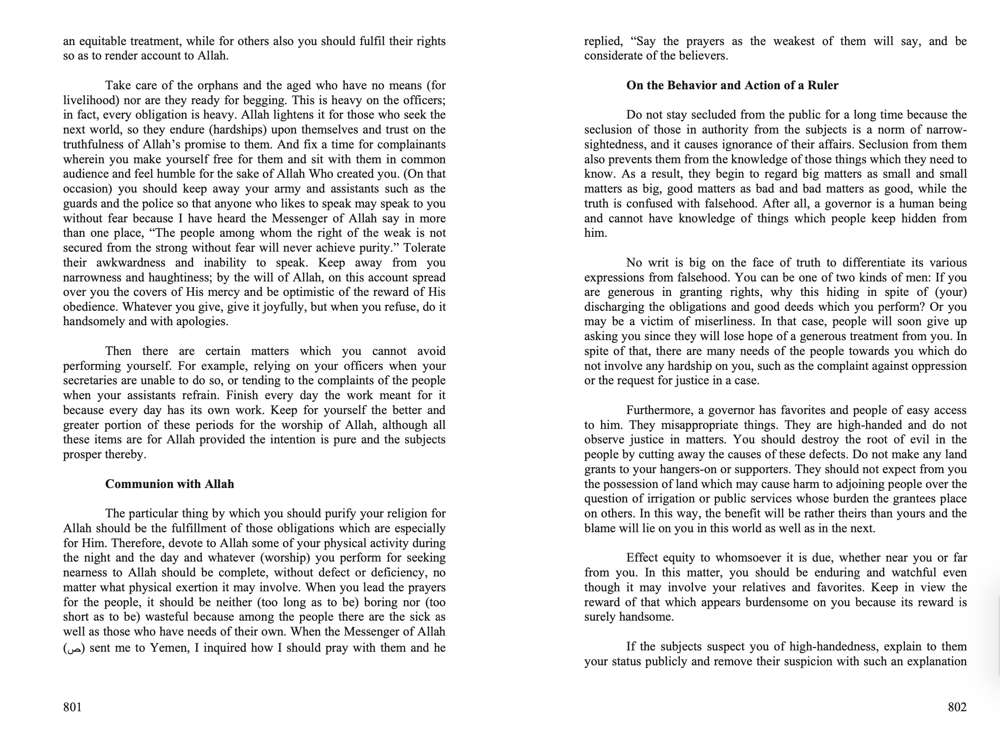 an equitable treatment, while for others also you should fulfil their rights
so as to render account to Allah.
Take care of the orphans and the aged who have no means (for
livelihood) nor are they ready for begging. This is heavy on the officers;
in fact, every obligation is heavy. Allah lightens it for those who seek the
next world, so they endure (hardships) upon themselves and trust on the
truthfulness of Allah’s promise to them. And fix a time for complainants
wherein you make yourself free for them and sit with them in common
audience and feel humble for the sake of Allah Who created you. (On that
occasion) you should keep away your army and assistants such as the
guards and the police so that anyone who likes to speak may speak to you
without fear because I have heard the Messenger of Allah say in more
than one place, “The people among whom the right of the weak is not
secured from the strong without fear will never achieve purity.” Tolerate
their awkwardness and inability to speak. Keep away from you
narrowness and haughtiness; by the will of Allah, on this account spread
over you the covers of His mercy and be optimistic of the reward of His
obedience. Whatever you give, give it joyfully, but when you refuse, do it
handsomely and with apologies.
Then there are certain matters which you cannot avoid
performing yourself. For example, relying on your officers when your
secretaries are unable to do so, or tending to the complaints of the people
when your assistants refrain. Finish every day the work meant for it
because every day has its own work. Keep for yourself the better and
greater portion of these periods for the worship of Allah, although all
these items are for Allah provided the intention is pure and the subjects
prosper thereby.
Communion with Allah
The particular thing by which you should purify your religion for
Allah should be the fulfillment of those obligations which are especially
for Him. Therefore, devote to Allah some of your physical activity during
the night and the day and whatever (worship) you perform for seeking
nearness to Allah should be complete, without defect or deficiency, no
matter what physical exertion it may involve. When you lead the prayers
for the people, it should be neither (too long as to be) boring nor (too
short as to be) wasteful because among the people there are the sick as
well as those who have needs of their own. When the Messenger of Allah
(ص) sent me to Yemen, I inquired how I should pray with them and he
801
replied, “Say the prayers as the weakest of them will say, and be
considerate of the believers.
On the Behavior and Action of a Ruler
Do not stay secluded from the public for a long time because the
seclusion of those in authority from the subjects is a norm of narrow-
sightedness, and it causes ignorance of their affairs. Seclusion from them
also prevents them from the knowledge of those things which they need to
know. As a result, they begin to regard big matters as small and small
matters as big, good matters as bad and bad matters as good, while the
truth is confused with falsehood. After all, a governor is a human being
and cannot have knowledge of things which people keep hidden from
him.
No writ is big on the face of truth to differentiate its various
expressions from falsehood. You can be one of two kinds of men: If you
are generous in granting rights, why this hiding in spite of (your)
discharging the obligations and good deeds which you perform? Or you
may be a victim of miserliness. In that case, people will soon give up
asking you since they will lose hope of a generous treatment from you. In
spite of that, there are many needs of the people towards you which do
not involve any hardship on you, such as the complaint against oppression
or the request for justice in a case.
Furthermore, a governor has favorites and people of easy access
to him. They misappropriate things. They are high-handed and do not
observe justice in matters. You should destroy the root of evil in the
people by cutting away the causes of these defects. Do not make any land
grants to your hangers-on or supporters. They should not expect from you
the possession of land which may cause harm to adjoining people over the
question of irrigation or public services whose burden the grantees place
on others. In this way, the benefit will be rather theirs than yours and the
blame will lie on you in this world as well as in the next.
Effect equity to whomsoever it is due, whether near you or far
from you. In this matter, you should be enduring and watchful even
though it may involve your relatives and favorites. Keep in view the
reward of that which appears burdensome on you because its reward is
surely handsome.
If the subjects suspect you of high-handedness, explain to them
your status publicly and remove their suspicion with such an explanation
802